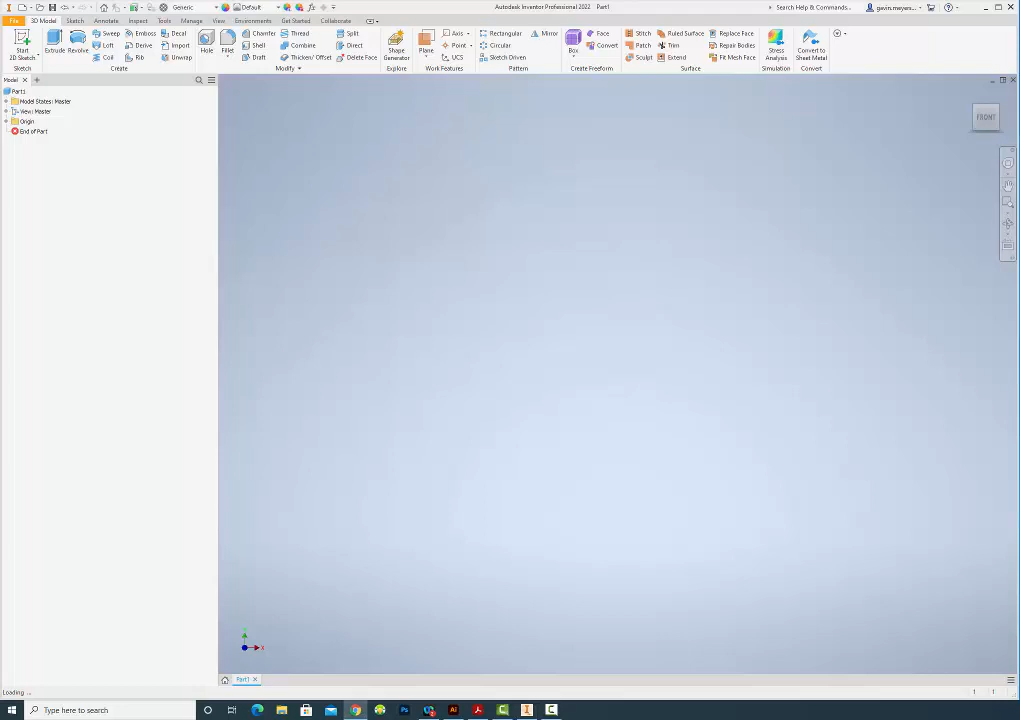 Generic Default Autodesk Inventor Professional 2022 Part1 Search Help & Commands... gavin.meyers...
File 3D Model Sketch Annotate Inspect Tools Manage View Environments Get Started Collaborate
Start
2D Sketch
Sketch
Extrude Revolve Sweep Emboss Decal
Loft Derive Import
Coil Rib Unwrap
Create
Hole Fillet Chamfer Thread Split
Shell Combine Direct
Draft Thicken/ Offset Delete Face
Modify
Shape
Generator
Explore
Plane Axis
Point
UCS
Work Features
Rectangular Mirror
Circular
Sketch Driven
Pattern
Box Face
Convert
Create Freeform
Stitch Ruled Surface Replace Face
Patch Trim Repair Bodies
Sculpt Extend Fit Mesh Face
Surface
Stress
Analysis
Simulation
Convert to
Sheet Metal
Convert
Model
Part1
Model States: Master
View: Master
Origin
End of Part
FRONT
X
Part1
Loading ...
1 1
Type here to search